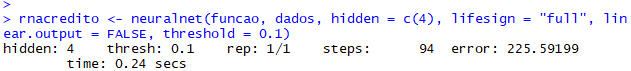 >
> rnacredito <- neuralnet(funcao, dados, hidden = c(4), lifesign = "full", lin
ear.output = FALSE, threshold = 0.1)
hidden: 4    thresh: 0.1    rep: 1/1    steps:      94  error: 225.59199
        time: 0.24 secs